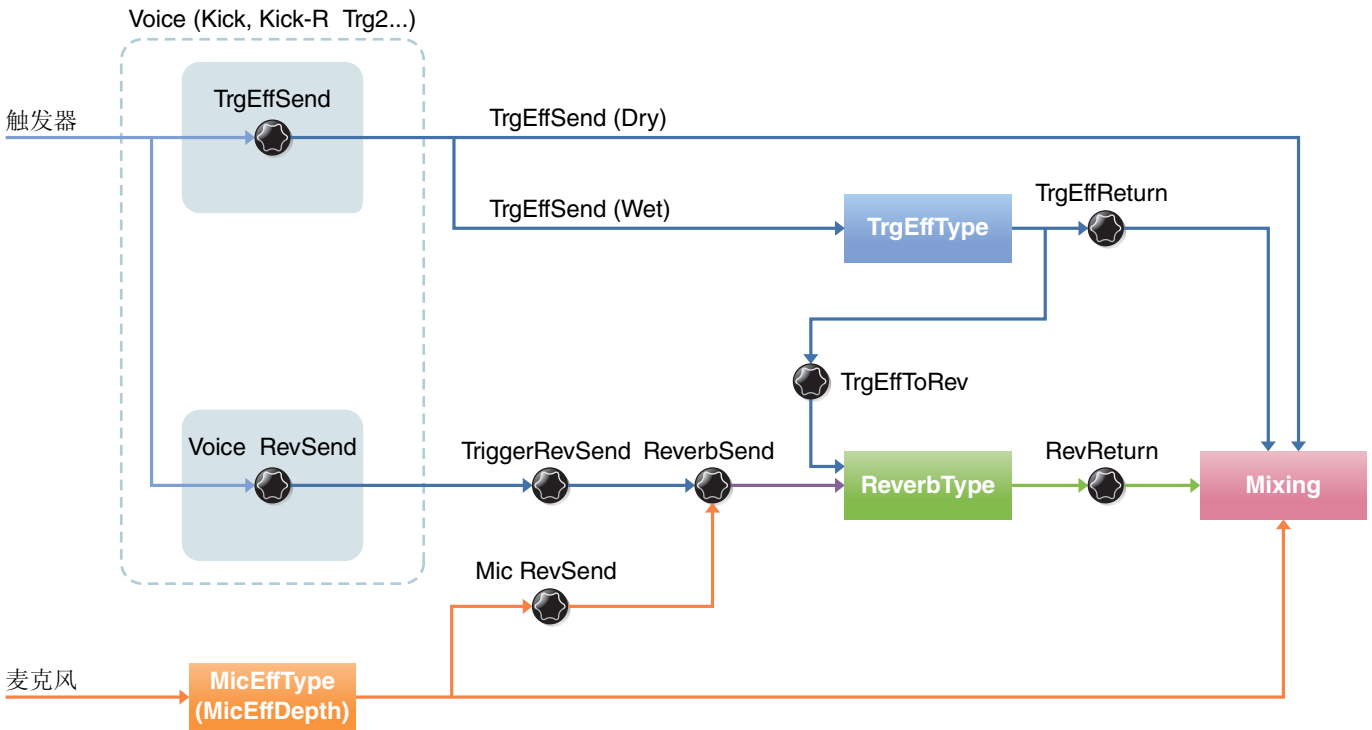 Voice (Kick, Kick-R  Trg2...)
TrgEffSend
触发器
TrgEffSend (Dry)
TrgEffSend (Wet)
TrgEffType
TrgEffReturn
TrgEffToRev
Voice  RevSend
TriggerRevSend
ReverbSend
ReverbType
RevReturn
Mixing
Mic RevSend
麦克风
MicEffType
(MicEffDepth)